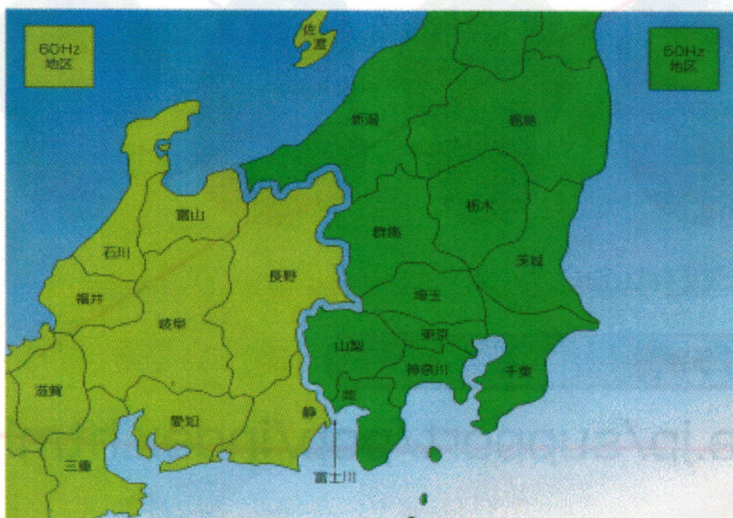 60Hz
地区
佐
渡
50Hz
地区
新潟
福島
富山
栃木
群馬
石川
茨城
長野
福井
埼玉
岐阜
東京
山梨
神奈川
千葉
滋賀
岡
静
愛知
三重
富士川
a.jp/support